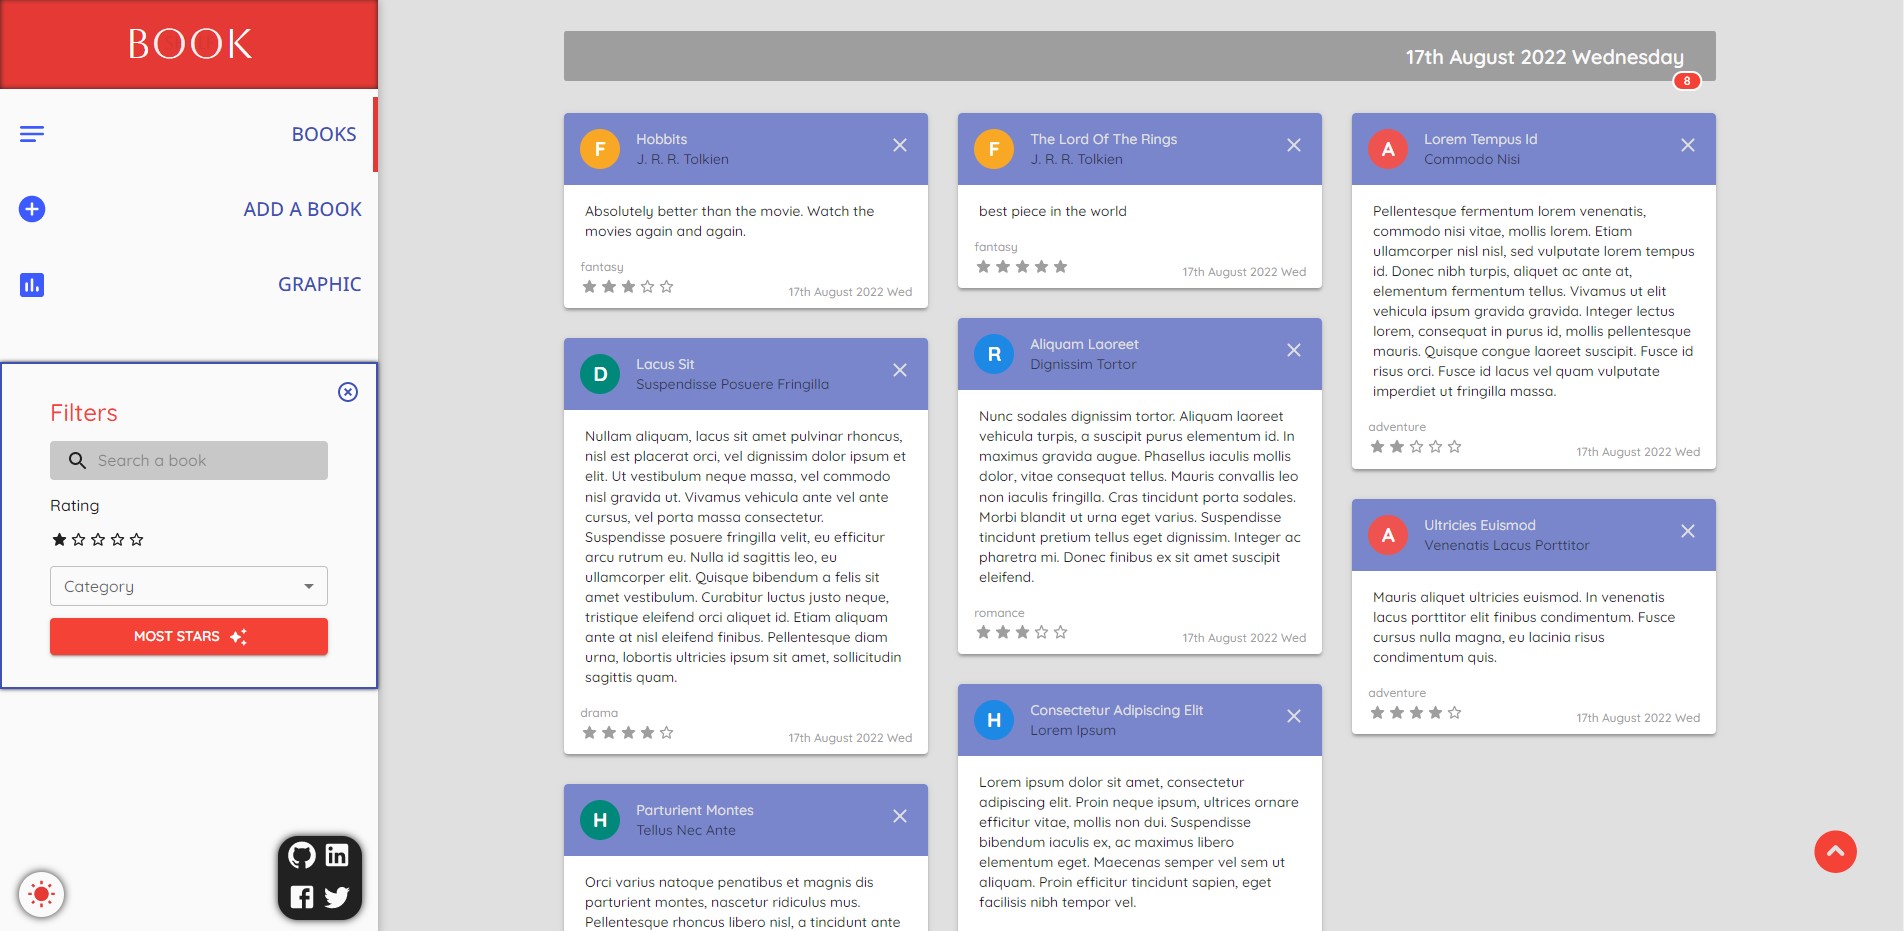 BOOK
BOOKS
ADD A BOOK
GRAPHIC
Filters
Search a book
Rating
Category
MOST STARS
17th August 2022 Wednesday
8
F
Hobbits
J. R. R. Tolkien
Absolutely better than the movie. Watch the
movies again and again.
fantasy
17th August 2022 Wed
D
Lacus Sit
Suspendisse Posuere Fringilla
Nullam aliquam, lacus sit amet pulvinar rhoncus,
nisl est placerat orci, vel dignissim dolor ipsum et
elit. Ut vestibulum neque massa, vel commodo
nisl gravida ut. Vivamus vehicula ante vel ante
cursus, vel porta massa consectetur.
Suspendisse posuere fringilla velit, eu efficitur
arcu rutrum eu. Nulla id sagittis leo, eu
ullamcorper elit. Quisque bibendum a felis sit
amet vestibulum. Curabitur luctus justo neque,
tristique eleifend orci aliquet id. Etiam aliquam
ante at nisl eleifend finibus. Pellentesque diam
urna, lobortis ultricies ipsum sit amet, sollicitudin
sagittis quam.
drama
17th August 2022 Wed
H
Parturient Montes
Tellus Nec Ante
Orci varius natoque penatibus et magnis dis
parturient montes, nascetur ridiculus mus.
Pellentesque rhoncus libero nisl, a tincidunt ante
F
The Lord Of The Rings
J. R. R. Tolkien
best piece in the world
fantasy
17th August 2022 Wed
R
Aliquam Laoreet
Dignissim Tortor
Nunc sodales dignissim tortor. Aliquam laoreet
vehicula turpis, a suscipit purus elementum id. In
maximus gravida augue. Phasellus iaculis mollis
dolor, vitae consequat tellus. Mauris convallis leo
non iaculis fringilla. Cras tincidunt porta sodales.
Morbi blandit ut urna eget varius. Suspendisse
tincidunt pretium tellus eget dignissim. Integer ac
pharetra mi. Donec finibus ex sit amet suscipit
eleifend.
romance
17th August 2022 Wed
H
Consectetur Adipiscing Elit
Lorem Ipsum
Lorem ipsum dolor sit amet, consectetur
adipiscing elit. Proin neque ipsum, ultrices ornare
efficitur vitae, mollis non dui. Suspendisse
bibendum iaculis ex, ac maximus libero
elementum eget. Maecenas semper vel sem ut
aliquam. Proin efficitur tincidunt sapien, eget
facilisis nibh tempor vel.
A
Lorem Tempus Id
Commodo Nisi
Pellentesque fermentum lorem venenatis,
commodo nisi vitae, mollis lorem. Etiam
ullamcorper nisl nisl, sed vulputate lorem tempus
id. Donec nibh turpis, aliquet ac ante at,
elementum fermentum tellus. Vivamus ut elit
vehicula ipsum gravida gravida. Integer lectus
lorem, consequat in purus id, mollis pellentesque
mauris. Quisque congue laoreet suscipit. Fusce id
risus orci. Fusce id lacus vel quam vulputate
imperdiet ut fringilla massa.
adventure
17th August 2022 Wed
A
Ultricies Euismod
Venenatis Lacus Porttitor
Mauris aliquet ultricies euismod. In venenatis
lacus porttitor elit finibus condimentum. Fusce
cursus nulla magna, eu lacinia risus
condimentum quis.
adventure
17th August 2022 Wed